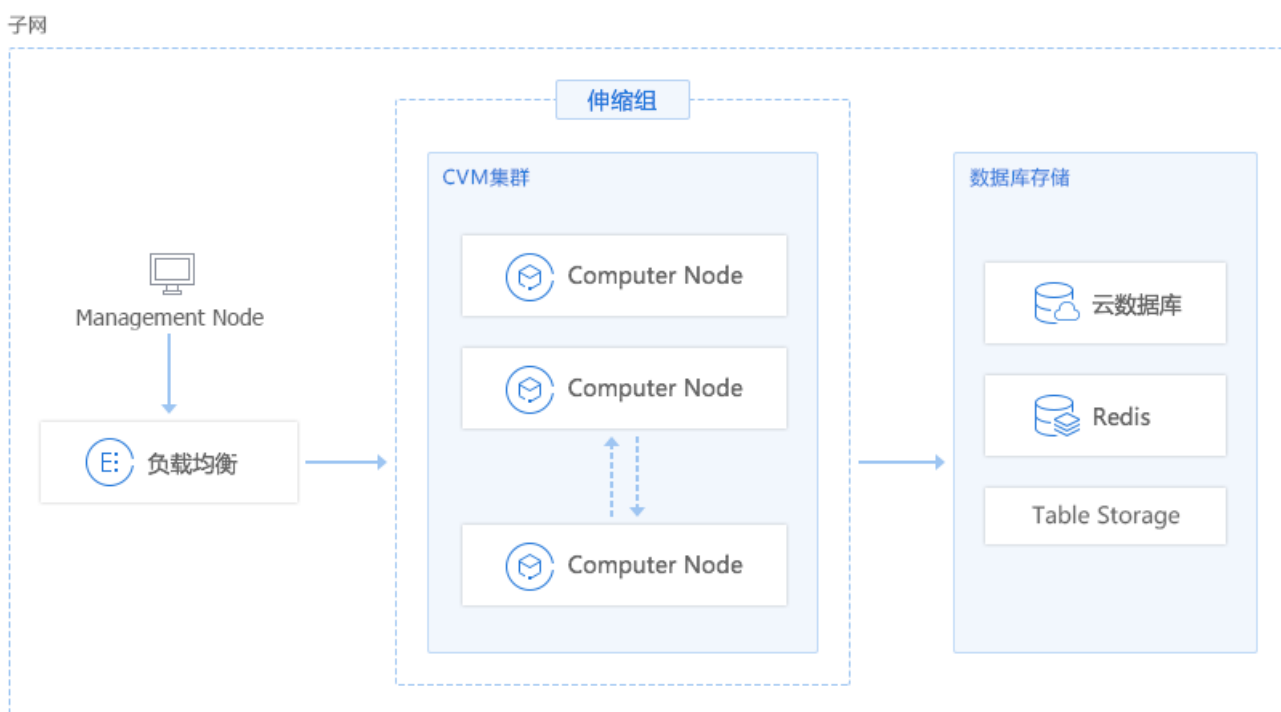 子网
伸缩组
CVM集群
数据库存储
Computer Node
云数据库
Management Node
Computer Node
Redis
负载均衡
Table Storage
Computer Node